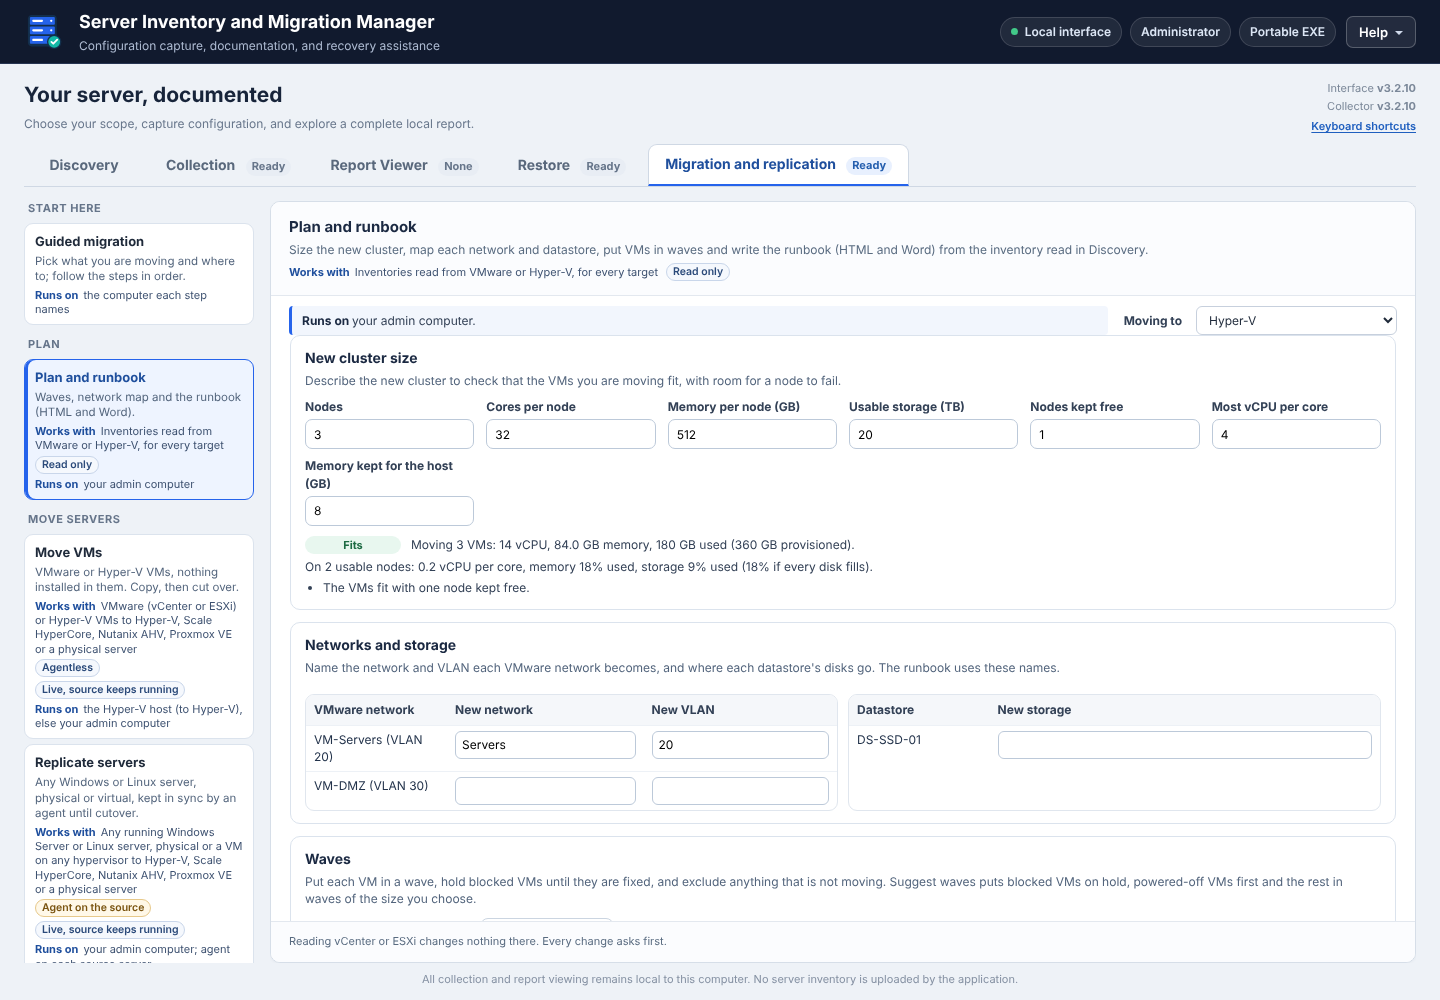 Server Inventory and Migration Manager
Configuration capture, documentation, and recovery assistance
Local interface
Administrator
Portable EXE
Help
Your server, documented
Choose your scope, capture configuration, and explore a complete local report.
Interface v3.2.10
Collector v3.2.10
Keyboard shortcuts
Discovery
Collection Ready
Report Viewer None
Restore Ready
Migration and replication Ready
START HERE
Guided migration
Pick what you are moving and where
to; follow the steps in order.
Runs on the computer each step
names
PLAN
Plan and runbook
Waves, network map and the runbook
(HTML and Word).
Works with Inventories read from
VMware or Hyper-V, for every target
Read only
Runs on your admin computer
MOVE SERVERS
Move VMs
VMware or Hyper-V VMs, nothing
installed in them. Copy, then cut over.
Works with VMware (vCenter or ESXi)
or Hyper-V VMs to Hyper-V, Scale
HyperCore, Nutanix AHV, Proxmox VE
or a physical server
Agentless
Live, source keeps running
Runs on the Hyper-V host (to Hyper-V),
else your admin computer
Replicate servers
Any Windows or Linux server,
physical or virtual, kept in sync by an
agent until cutover.
Works with Any running Windows
Server or Linux server, physical or a VM
on any hypervisor to Hyper-V, Scale
HyperCore, Nutanix AHV, Proxmox VE
or a physical server
Agent on the source
Live, source keeps running
Runs on your admin computer; agent
on each source server
Plan and runbook
Size the new cluster, map each network and datastore, put VMs in waves and write the runbook (HTML and Word) from the inventory read in Discovery.
Works with Inventories read from VMware or Hyper-V, for every target Read only
Runs on your admin computer.
Moving to Hyper-V
New cluster size
Describe the new cluster to check that the VMs you are moving fit, with room for a node to fail.
Nodes Cores per node Memory per node (GB) Usable storage (TB) Nodes kept free Most vCPU per core
3 32 512 20 1 4
Memory kept for the host
(GB)
8
Fits Moving 3 VMs: 14 vCPU, 84.0 GB memory, 180 GB used (360 GB provisioned).
On 2 usable nodes: 0.2 vCPU per core, memory 18% used, storage 9% used (18% if every disk fills).
• The VMs fit with one node kept free.
Networks and storage
Name the network and VLAN each VMware network becomes, and where each datastore's disks go. The runbook uses these names.
VMware network New network New VLAN
VM-Servers (VLAN
20)
Servers 20
VM-DMZ (VLAN 30)
Datastore New storage
DS-SSD-01
Waves
Put each VM in a wave, hold blocked VMs until they are fixed, and exclude anything that is not moving. Suggest waves puts blocked VMs on hold, powered-off VMs first and the rest in
waves of the size you choose.
Reading vCenter or ESXi changes nothing there. Every change asks first.
All collection and report viewing remains local to this computer. No server inventory is uploaded by the application.